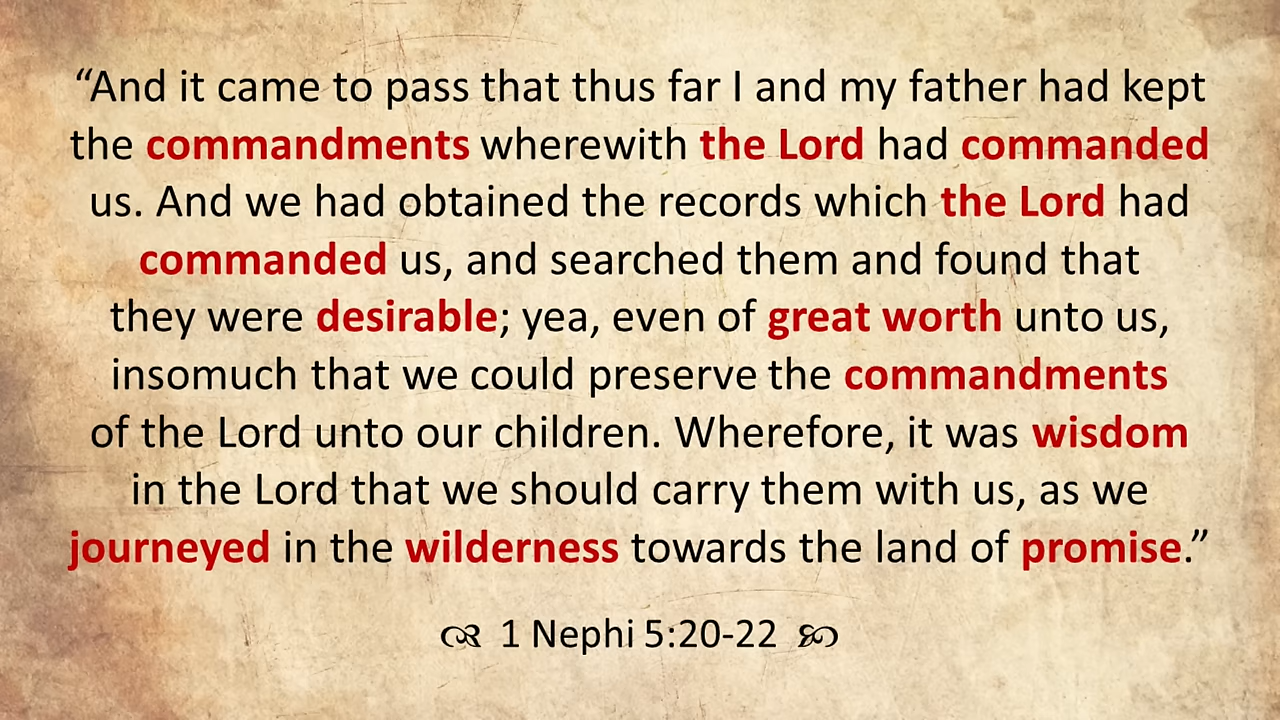 “And it came to pass that thus far I and my father had kept
the commandments wherewith the Lord had commanded
us. And we had obtained the records which the Lord had
commanded us, and searched them and found that
they were desirable; yea, even of great worth unto us,
insomuch that we could preserve the commandments
of the Lord unto our children. Wherefore, it was wisdom
in the Lord that we should carry them with us, as we
journeyed in the wilderness towards the land of promise.”
1 Nephi 5:20-22